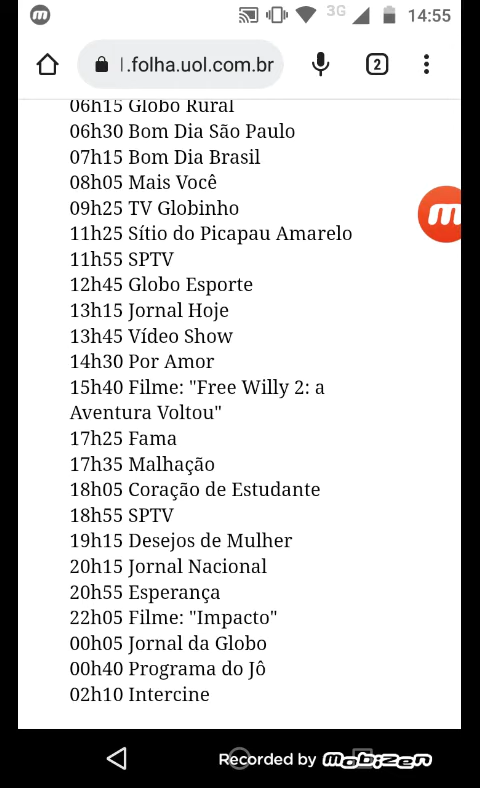 3G 14:55
l.folha.uol.com.br
2
06h15 Globo Rural
06h30 Bom Dia São Paulo
07h15 Bom Dia Brasil
08h05 Mais Você
09h25 TV Globinho
11h25 Sítio do Picapau Amarelo
11h55 SPTV
12h45 Globo Esporte
13h15 Jornal Hoje
13h45 Vídeo Show
14h30 Por Amor
15h40 Filme: "Free Willy 2: a
Aventura Voltou"
17h25 Fama
17h35 Malhação
18h05 Coração de Estudante
18h55 SPTV
19h15 Desejos de Mulher
20h15 Jornal Nacional
20h55 Esperança
22h05 Filme: "Impacto"
00h05 Jornal da Globo
00h40 Programa do Jô
02h10 Intercine
Recorded by Mobizen